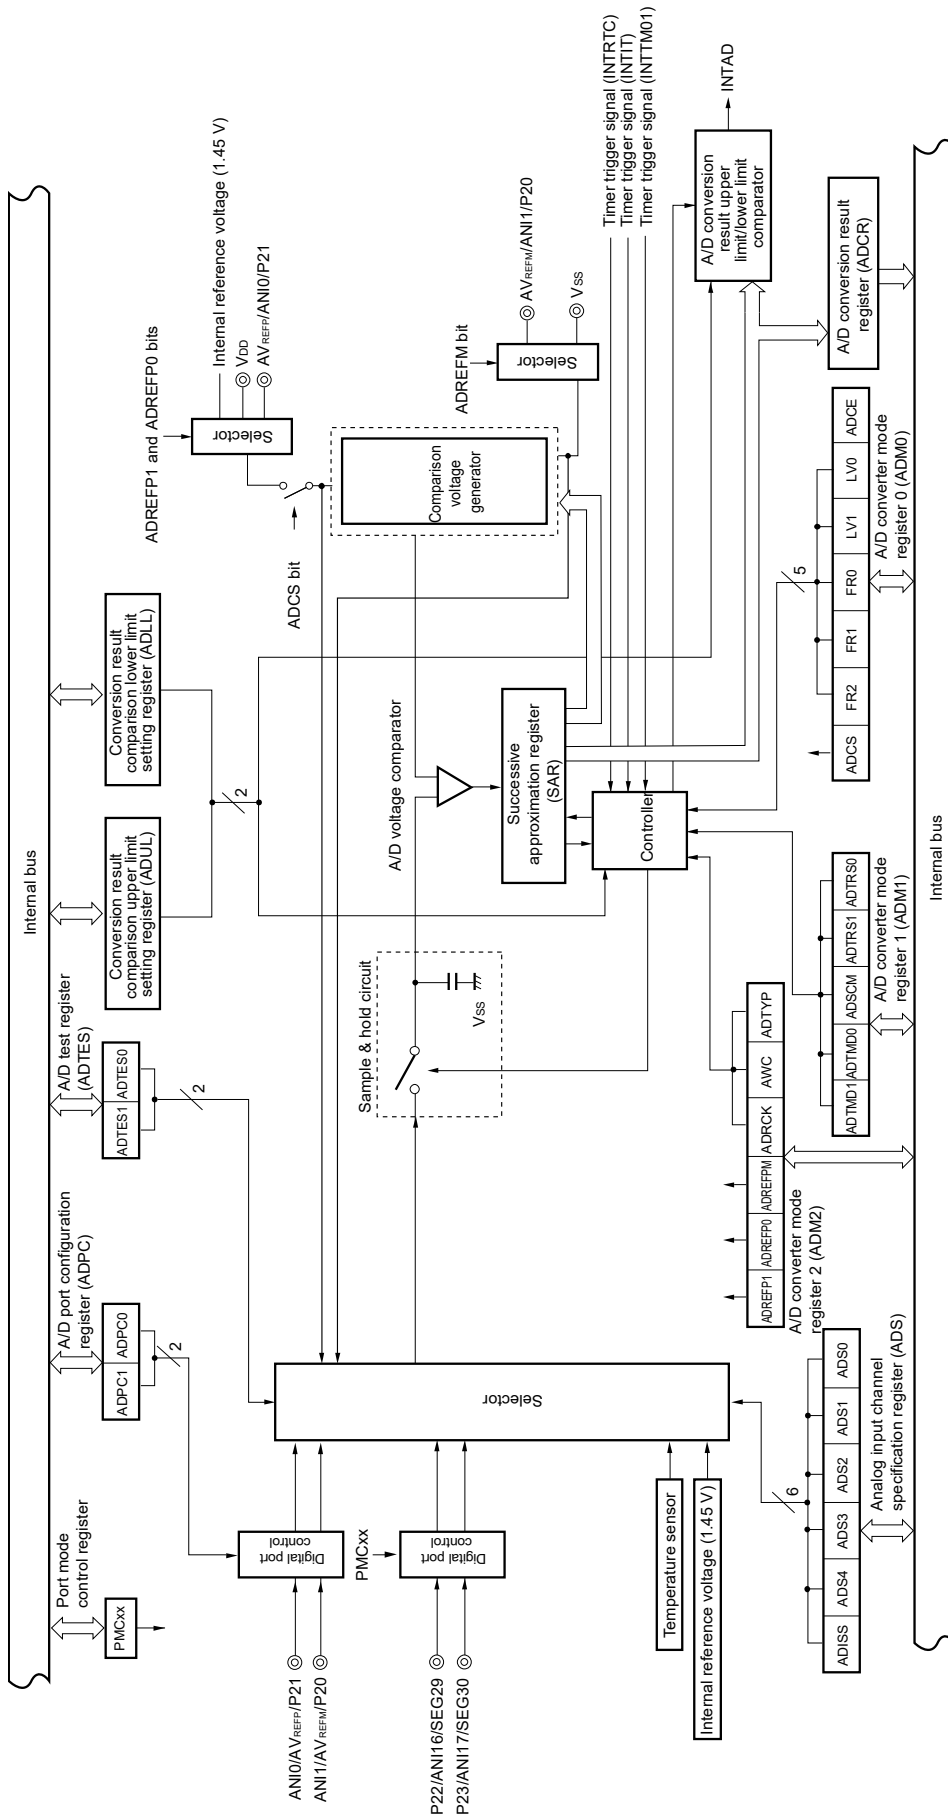 Internal bus
Port mode
control register
PMCxx
A/D port configuration
register (ADPC)
ADPC1 ADPC0
2
A/D test register
(ADTES)
ADTES1 ADTES0
2
Conversion result
comparison upper limit
setting register (ADUL)
Conversion result
comparison lower limit
setting register (ADLL)
2
ADREFP1 and ADREFP0 bits
Internal reference voltage (1.45 V)
VDD
AVREFP/ANI0/P21
Selector
ADCS bit
ANI0/AVREFP/P21
ANI1/AVREFM/P20
Digital port
control
PMCxx
P22/ANI16/SEG29
P23/ANI17/SEG30
Digital port
control
Selector
Temperature sensor
Internal reference voltage (1.45 V)
Sample & hold circuit
VSS
A/D voltage comparator
Comparison
voltage
generator
ADREFM bit
Selector
AVREFM/ANI1/P20
VSS
Successive
approximation register
(SAR)
Controller
Timer trigger signal (INTRTC)
Timer trigger signal (INTIT)
Timer trigger signal (INTTM01)
A/D conversion
result upper
limit/lower limit
comparator
INTAD
A/D conversion result
register (ADCR)
6
ADISS ADS4 ADS3 ADS2 ADS1 ADS0
Analog input channel
specification register (ADS)
ADREFP1 ADREFP0 ADREFPM ADRCK AWC ADTYP
A/D converter mode
register 2 (ADM2)
ADTMD1 ADTMD0 ADSCM ADTRS1 ADTRS0
A/D converter mode
register 1 (ADM1)
5
ADCS FR2 FR1 FR0 LV1 LV0 ADCE
A/D converter mode
register 0 (ADM0)
Internal bus